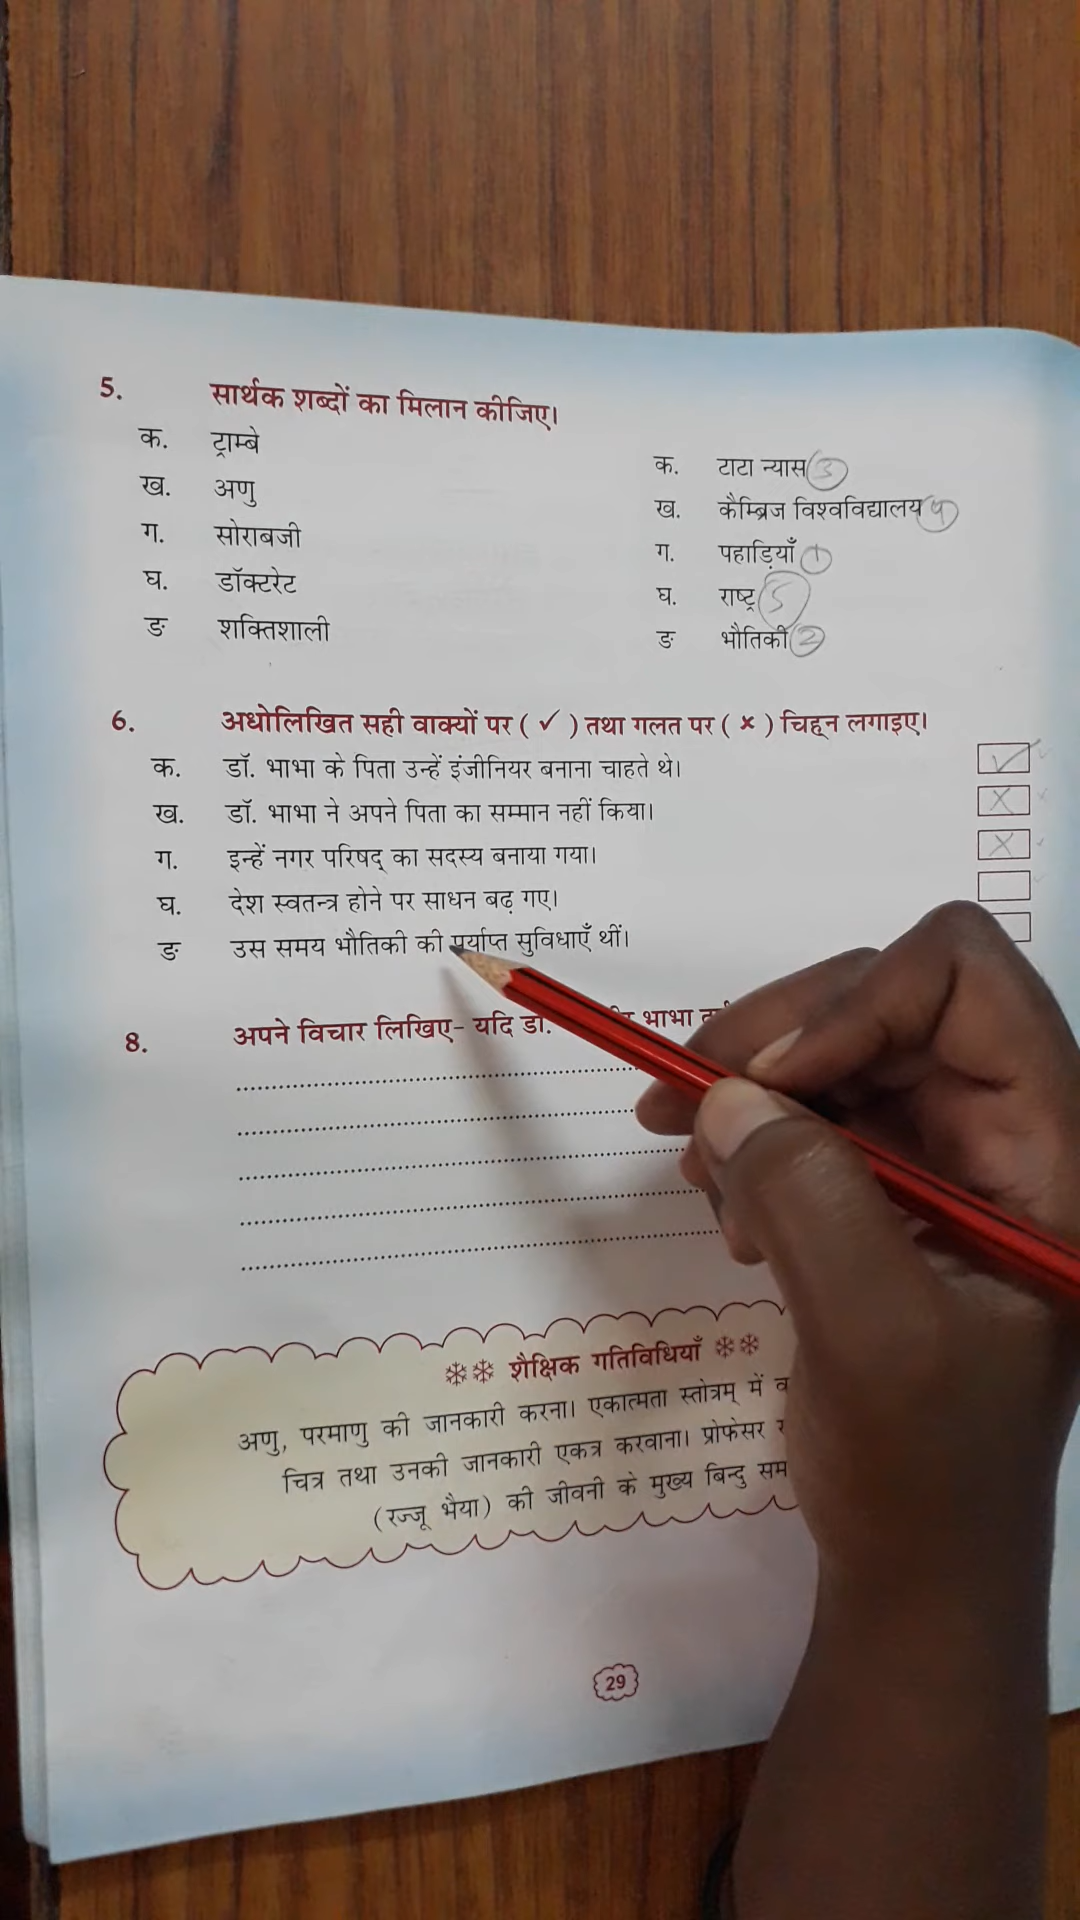 5. सार्थक शब्दों का मिलान कीजिए।
क. ट्राम्बे क. टाटा न्यास 3
ख. अणु ख. कैम्ब्रिज विश्वविद्यालय 4
ग. सोराबजी ग. पहाड़ियाँ 1
घ. डॉक्टरेट घ. राष्ट्र 5
ङ शक्तिशाली ङ भौतिकी 2
6. अधोलिखित सही वाक्यों पर ( ✓ ) तथा गलत पर ( × ) चिह्न लगाइए।
क. डॉ. भाभा के पिता उन्हें इंजीनियर बनाना चाहते थे। ✓
ख. डॉ. भाभा ने अपने पिता का सम्मान नहीं किया। ×
ग. इन्हें नगर परिषद् का सदस्य बनाया गया। ×
घ. देश स्वतन्त्र होने पर साधन बढ़ गए।
ङ उस समय भौतिकी की पर्याप्त सुविधाएँ थीं।
8. अपने विचार लिखिए- यदि डॉ. भाभा
** शैक्षिक गतिविधियाँ **
अणु, परमाणु की जानकारी करना। एकात्मता स्तोत्रम् में
चित्र तथा उनकी जानकारी एकत्र करवाना। प्रोफेसर
(रज्जू भैया) की जीवनी के मुख्य बिन्दु
29